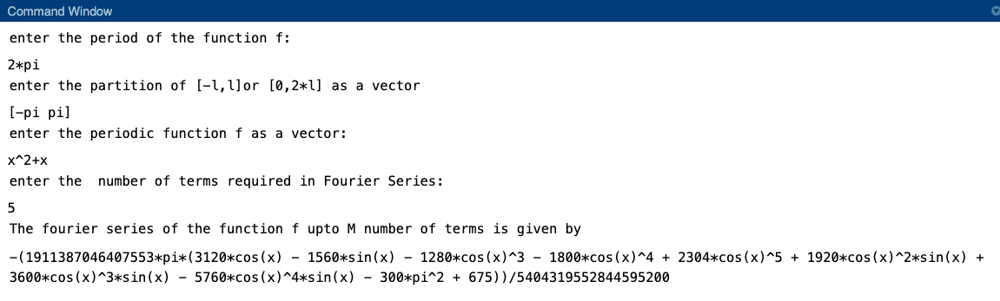 Command Window
enter the period of the function f:
2*pi
enter the partition of [-l,l]or [0,2*l] as a vector
[-pi pi]
enter the periodic function f as a vector:
x^2+x
enter the  number of terms required in Fourier Series:
5
The fourier series of the function f upto M number of terms is given by
-(1911387046407553*pi*(3120*cos(x) - 1560*sin(x) - 1280*cos(x)^3 - 1800*cos(x)^4 + 2304*cos(x)^5 + 1920*cos(x)^2*sin(x) +
3600*cos(x)^3*sin(x) - 5760*cos(x)^4*sin(x) - 300*pi^2 + 675))/5404319552844595200